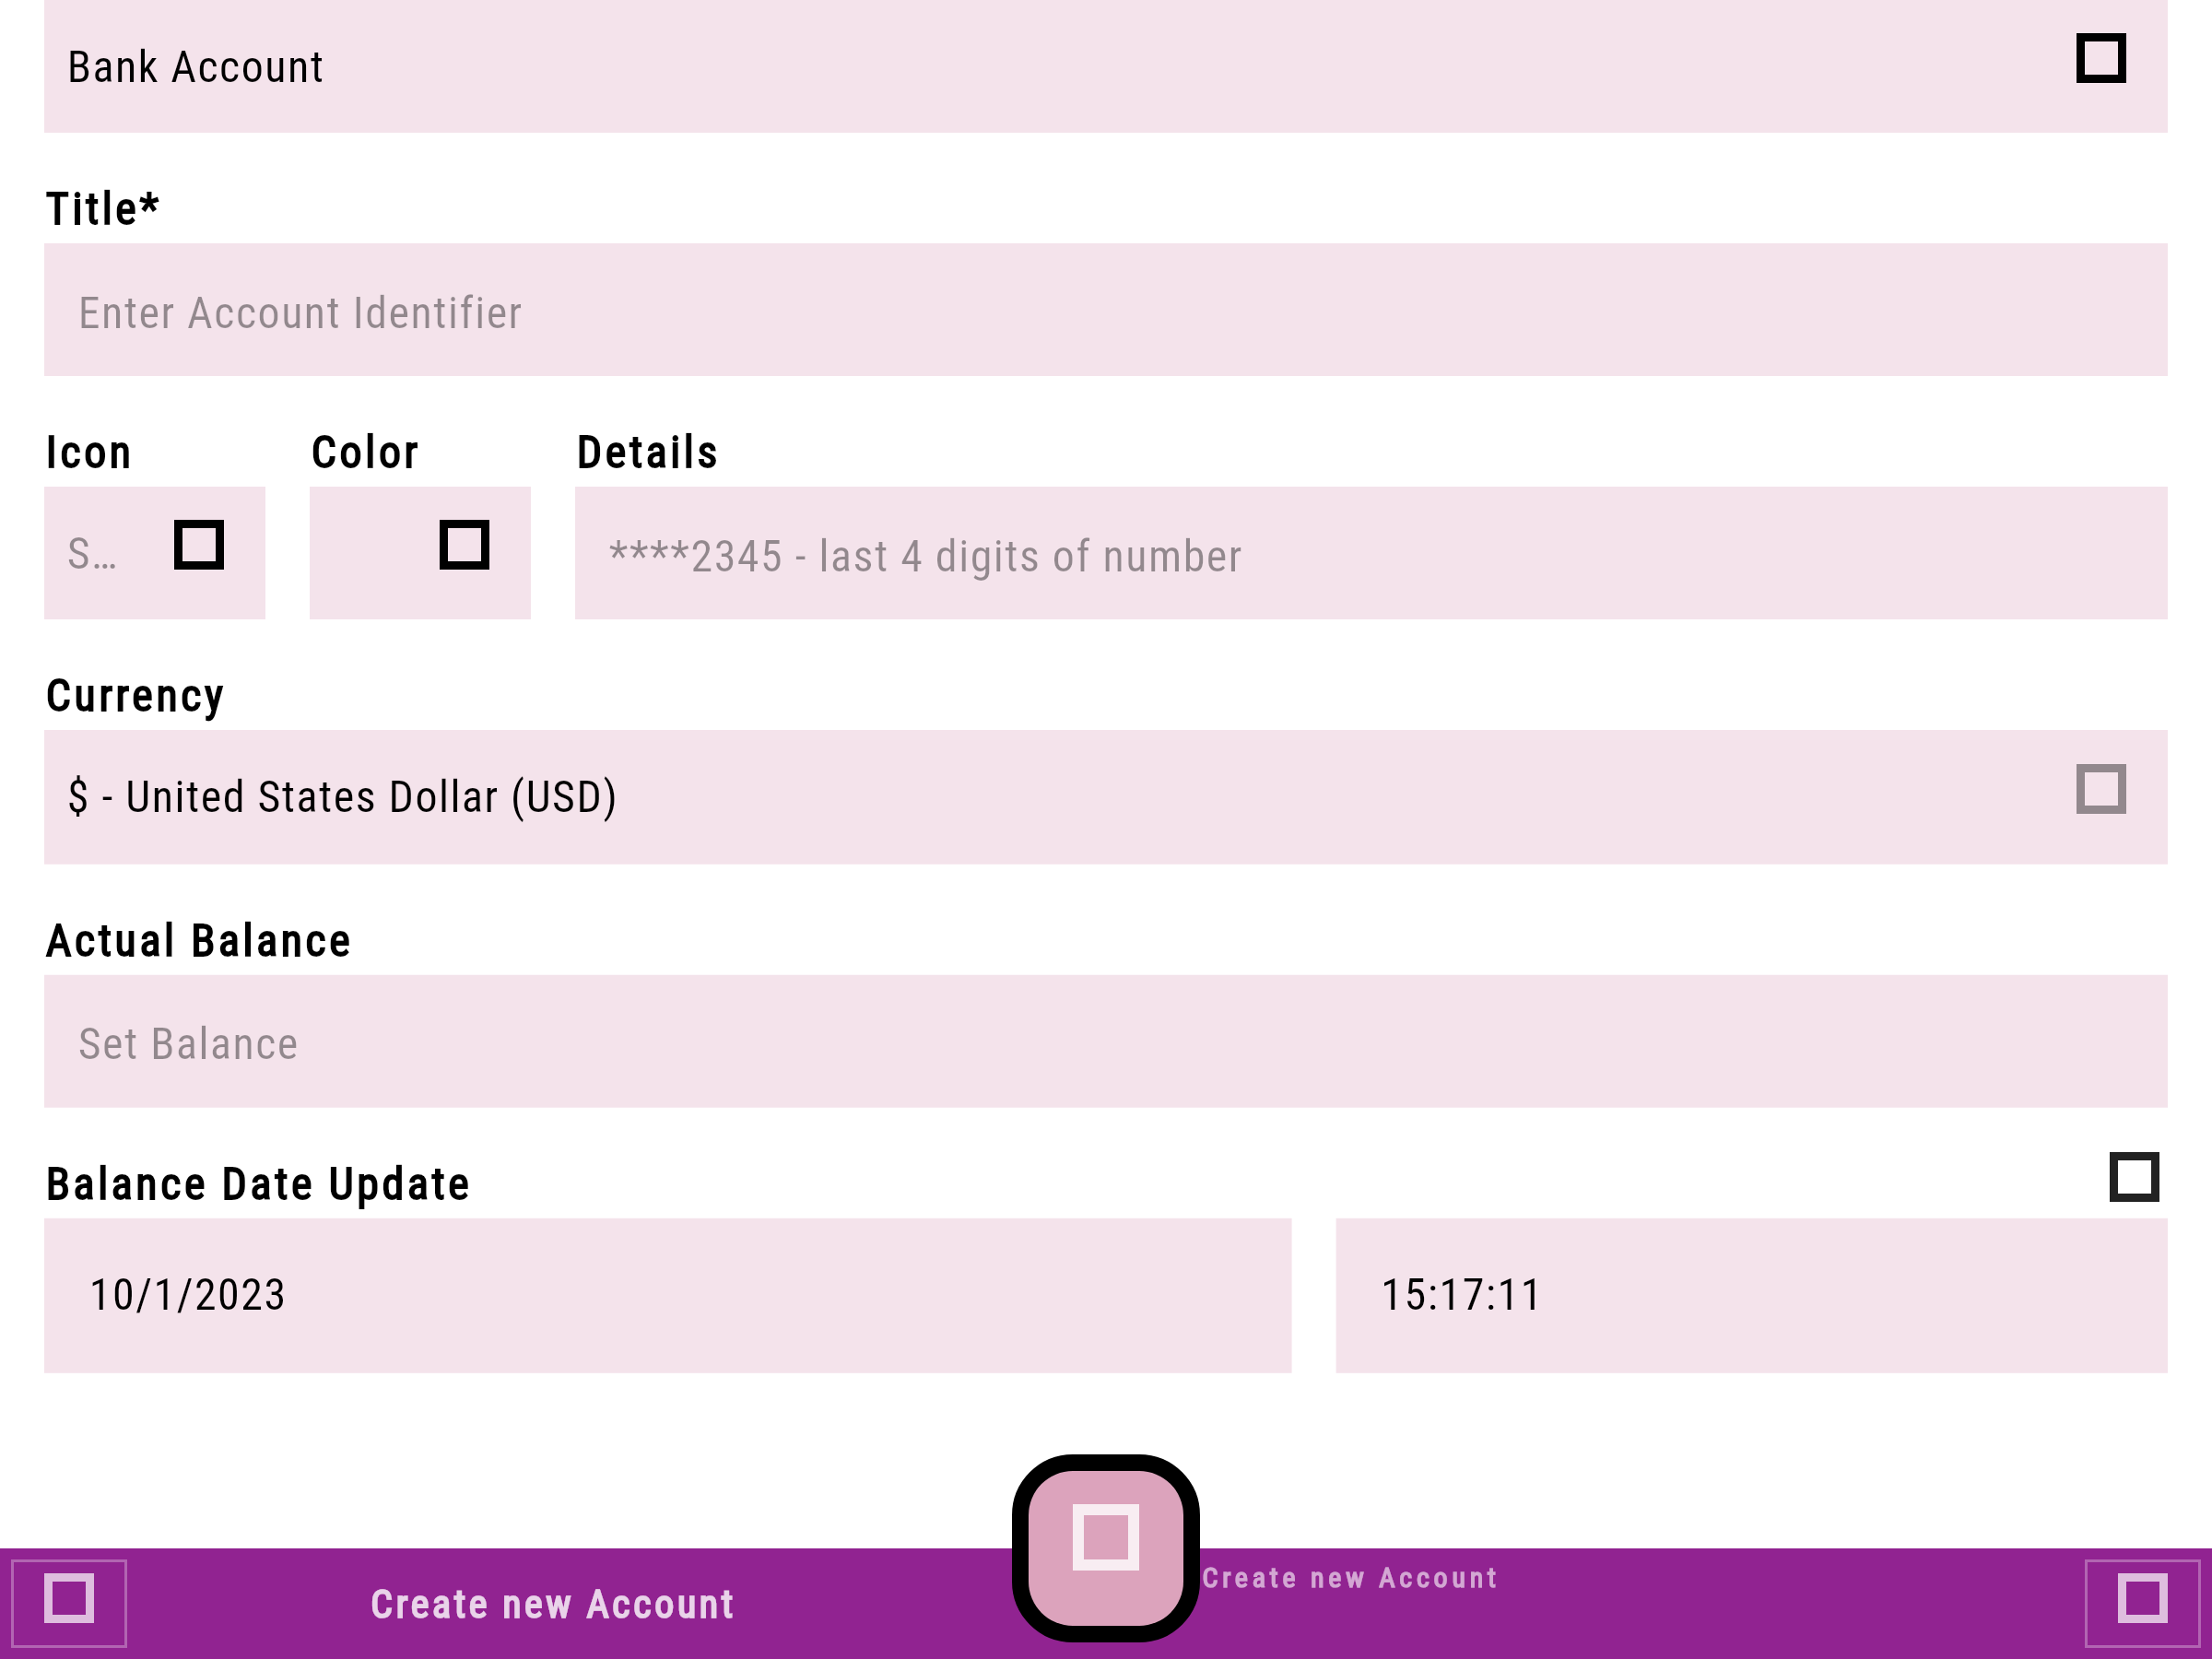 Bank Account
Title*
Enter Account Identifier
Icon Color Details
S… ****2345 - last 4 digits of number
Currency
$ - United States Dollar (USD)
Actual Balance
Set Balance
Balance Date Update
10/1/2023 15:17:11
Create new Account
Create new Account